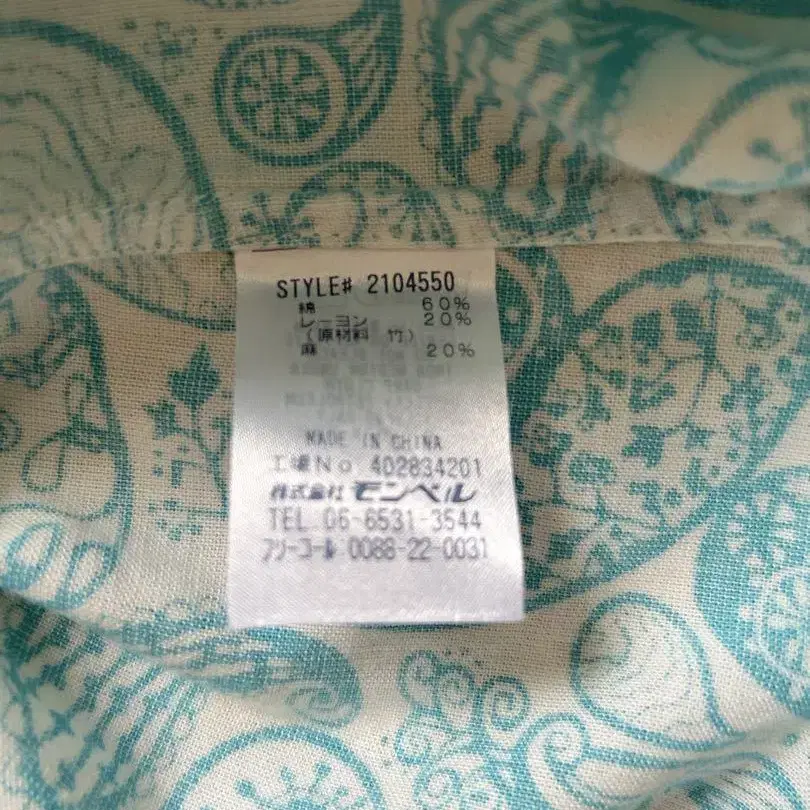 STYLE# 2104550
綿 60%
レーヨン 20%
(原材料 竹)
麻 20%
MADE IN CHINA
工場No 402834201
株式会社 モンベル
TEL 06-6531-3544
フリーコール 0088-22-0031